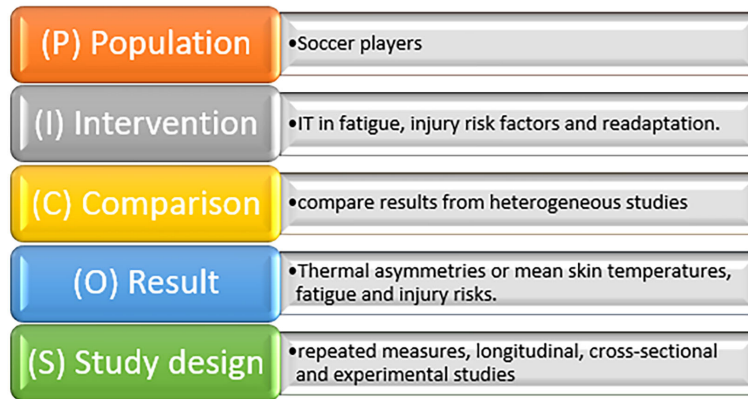 (P) Population
•Soccer players
(I) Intervention
•IT in fatigue, injury risk factors and readaptation.
(C) Comparison
•compare results from heterogeneous studies
(O) Result
•Thermal asymmetries or mean skin temperatures,
fatigue and injury risks.
(S) Study design
•repeated measures, longitudinal, cross-sectional
and experimental studies